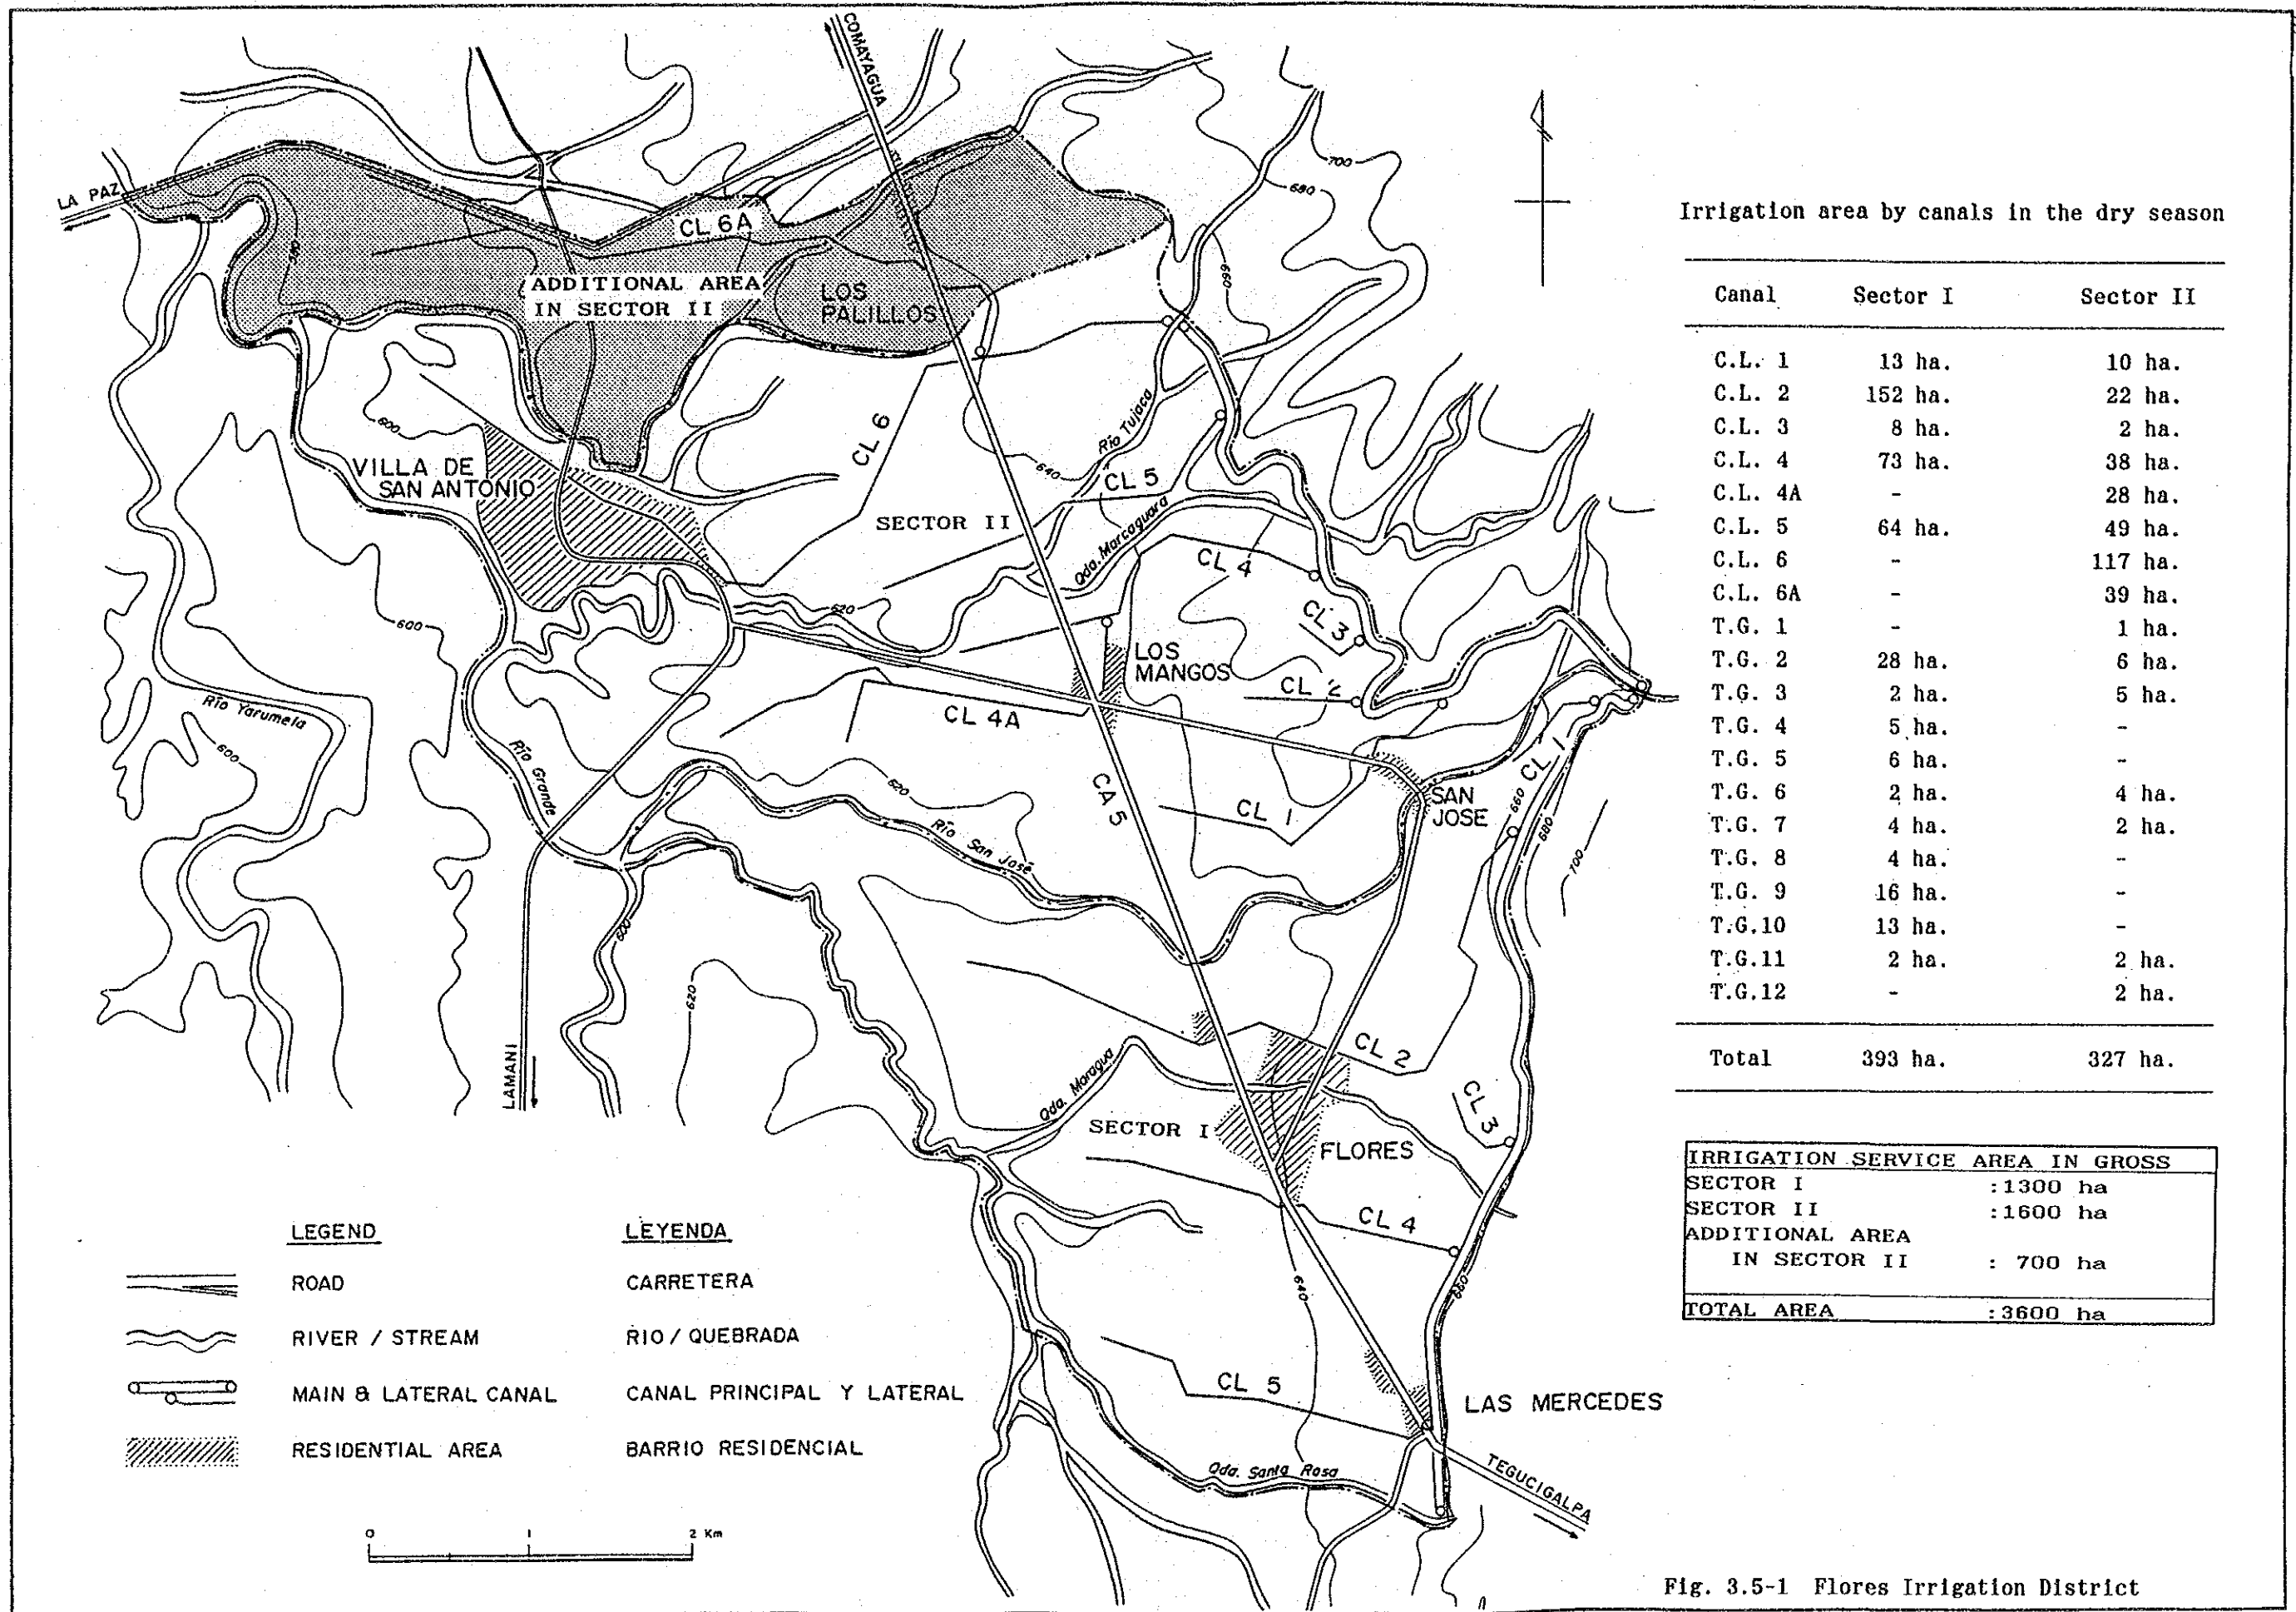 COMAYAGUA
LA PAZ
CL 6A
ADDITIONAL AREA
IN SECTOR II
LOS
PALILLOS
580
700
680
660
CL 6
Río Tujaca
640
CL 5
600
VILLA DE
SAN ANTONIO
SECTOR II
Qda. Marcaquara
CL 4
CL 3
620
600
LOS
MANGOS
CL 2
Río Yarumela
600
CL 4A
Río Grande
CL 1
CA 5
620
SAN
JOSE
660
680
CL 1
Río San José
700
600
620
LAMANI
CL 2
Qda. Maragua
CL 3
SECTOR I
FLORES
CL 4
640
660
CL 5
LAS MERCEDES
Qda. Santa Rosa
TEGUCIGALPA
Irrigation area by canals in the dry season
Canal Sector I Sector II
C.L. 1 13 ha. 10 ha.
C.L. 2 152 ha. 22 ha.
C.L. 3 8 ha. 2 ha.
C.L. 4 73 ha. 38 ha.
C.L. 4A - 28 ha.
C.L. 5 64 ha. 49 ha.
C.L. 6 - 117 ha.
C.L. 6A - 39 ha.
T.G. 1 - 1 ha.
T.G. 2 28 ha. 6 ha.
T.G. 3 2 ha. 5 ha.
T.G. 4 5 ha. -
T.G. 5 6 ha. -
T.G. 6 2 ha. 4 ha.
T.G. 7 4 ha. 2 ha.
T.G. 8 4 ha. -
T.G. 9 16 ha. -
T.G.10 13 ha. -
T.G.11 2 ha. 2 ha.
T.G.12 - 2 ha.
Total 393 ha. 327 ha.
IRRIGATION SERVICE AREA IN GROSS
SECTOR I :1300 ha
SECTOR II :1600 ha
ADDITIONAL AREA
IN SECTOR II : 700 ha
TOTAL AREA :3600 ha
LEGEND LEYENDA
ROAD CARRETERA
RIVER / STREAM RIO / QUEBRADA
MAIN & LATERAL CANAL CANAL PRINCIPAL Y LATERAL
RESIDENTIAL AREA BARRIO RESIDENCIAL
0 1 2 Km
Fig. 3.5-1 Flores Irrigation District